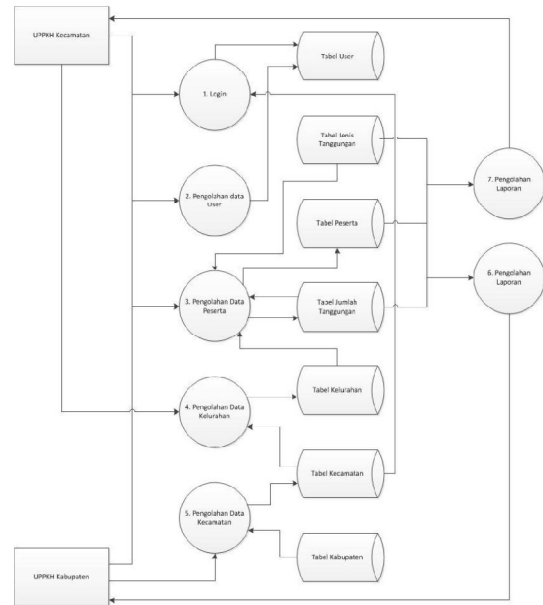 UPPKH Kecamatan
Tabel User
1. Login
Tabel Jenis
Tanggungan
2. Pengolahan data
User
7. Pengolahan
Laporan
Tabel Peserta
3. Pengolahan Data
Peserta
Tabel Jumlah
Tanggungan
6. Pengolahan
Laporan
Tabel Kelurahan
4. Pengolahan Data
Kelurahan
Tabel Kecamatan
5. Pengolahan Data
Kecamatan
Tabel Kabupaten
UPPKH Kabupaten